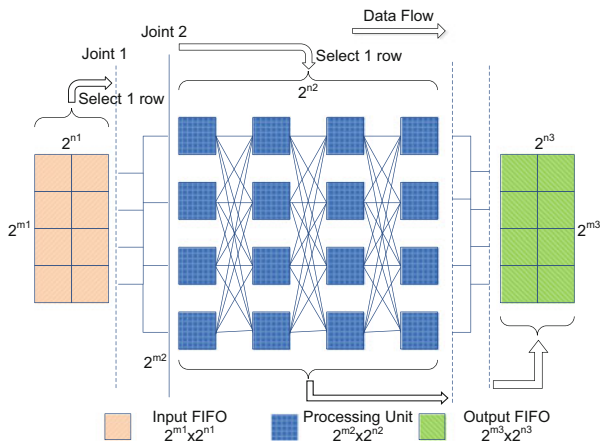 Joint 2
Data Flow
Joint 1
Select 1 row
Select 1 row
2^n2
2^n1
2^n3
2^m1
2^m3
2^m2
Input FIFO
2^m1x2^n1
Processing Unit
2^m2x2^n2
Output FIFO
2^m3x2^n3